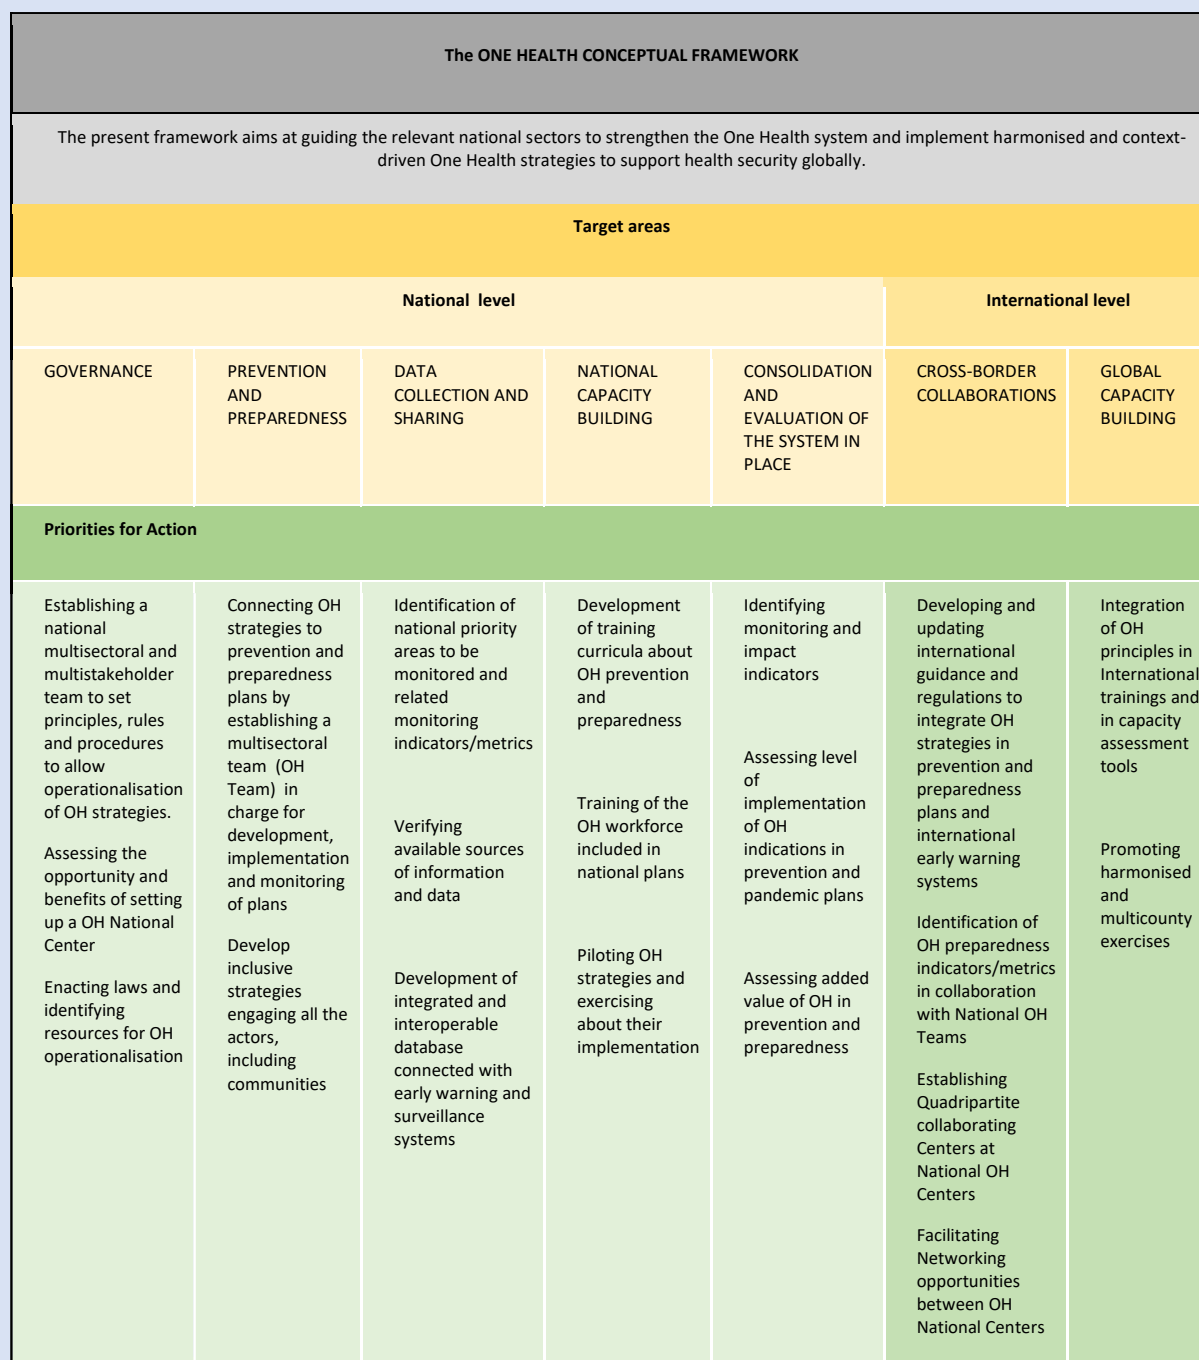 The ONE HEALTH CONCEPTUAL FRAMEWORK
The present framework aims at guiding the relevant national sectors to strengthen the One Health system and implement harmonised and context-
driven One Health strategies to support health security globally.
Target areas
National level
International level
GOVERNANCE
PREVENTION
AND
PREPAREDNESS
DATA
COLLECTION AND
SHARING
NATIONAL
CAPACITY
BUILDING
CONSOLIDATION
AND
EVALUATION OF
THE SYSTEM IN
PLACE
CROSS-BORDER
COLLABORATIONS
GLOBAL
CAPACITY
BUILDING
Priorities for Action
Establishing a
national
multisectoral and
multistakeholder
team to set
principles, rules
and procedures
to allow
operationalisation
of OH strategies.
Assessing the
opportunity and
benefits of setting
up a OH National
Center
Enacting laws and
identifying
resources for OH
operationalisation
Connecting OH
strategies to
prevention and
preparedness
plans by
establishing a
multisectoral
team (OH
Team) in
charge for
development,
implementation
and monitoring
of plans
Develop
inclusive
strategies
engaging all the
actors,
including
communities
Identification of
national priority
areas to be
monitored and
related
monitoring
indicators/metrics
Verifying
available sources
of information
and data
Development of
integrated and
interoperable
database
connected with
early warning and
surveillance
systems
Development
of training
curricula about
OH prevention
and
preparedness
Training of the
OH workforce
included in
national plans
Piloting OH
strategies and
exercising
about their
implementation
Identifying
monitoring and
impact
indicators
Assessing level
of
implementation
of OH
indications in
prevention and
pandemic plans
Assessing added
value of OH in
prevention and
preparedness
Developing and
updating
international
guidance and
regulations to
integrate OH
strategies in
prevention and
preparedness
plans and
international
early warning
systems
Identification of
OH preparedness
indicators/metrics
in collaboration
with National OH
Teams
Establishing
Quadripartite
collaborating
Centers at
National OH
Centers
Facilitating
Networking
opportunities
between OH
National Centers
Integration
of OH
principles in
International
trainings and
in capacity
assessment
tools
Promoting
harmonised
and
multicounty
exercises